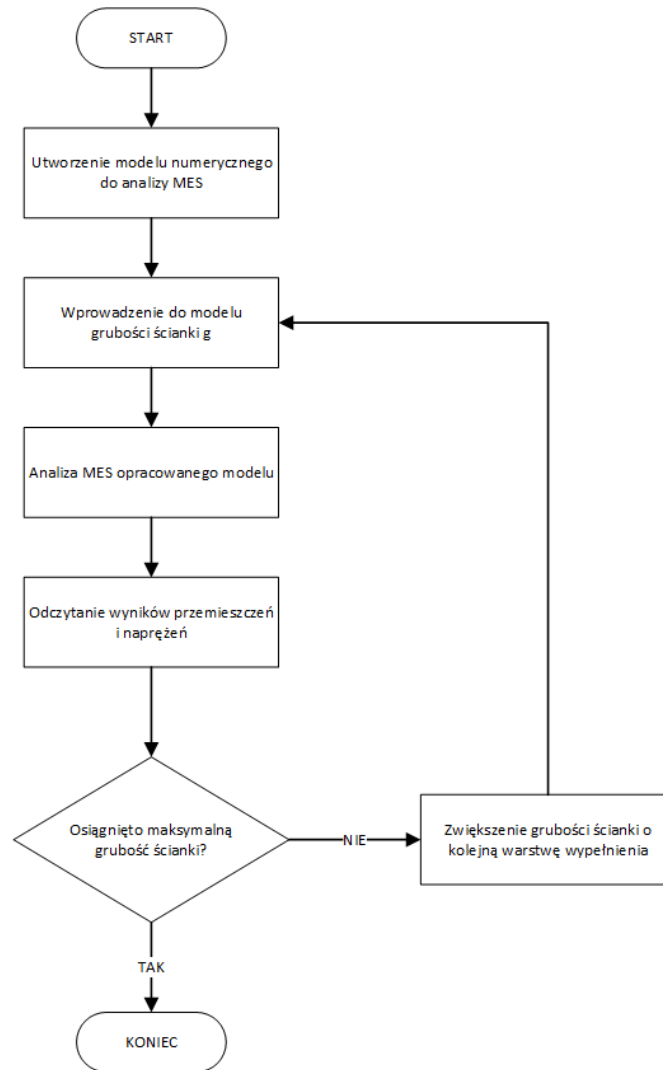 START
Utworzenie modelu numerycznego
do analizy MES
Wprowadzenie do modelu
grubości ścianki g
Analiza MES opracowanego modelu
Odczytanie wyników przemieszczeń
i naprężeń
Osiągnięto maksymalną
grubość ścianki?
NIE
Zwiększenie grubości ścianki o
kolejną warstwę wypełnienia
TAK
KONIEC